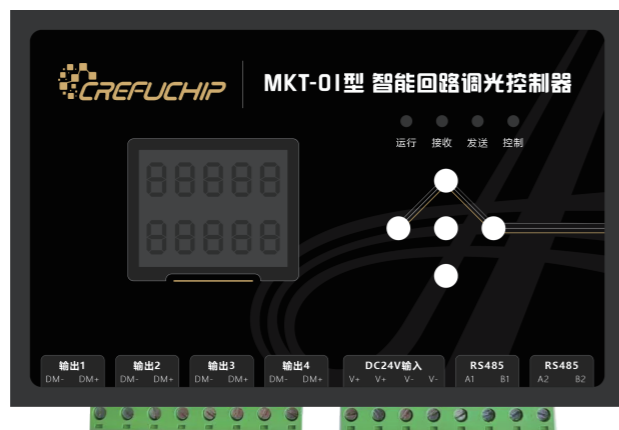 CREFUCHIP
MKT-01型 智能回路调光控制器
运行 接收 发送 控制
88888
88888
输出1 输出2 输出3 输出4 DC24V输入 RS485 RS485
DM- DM+ DM- DM+ DM- DM+ DM- DM+ V+ V+ V- V- A1 B1 A2 B2